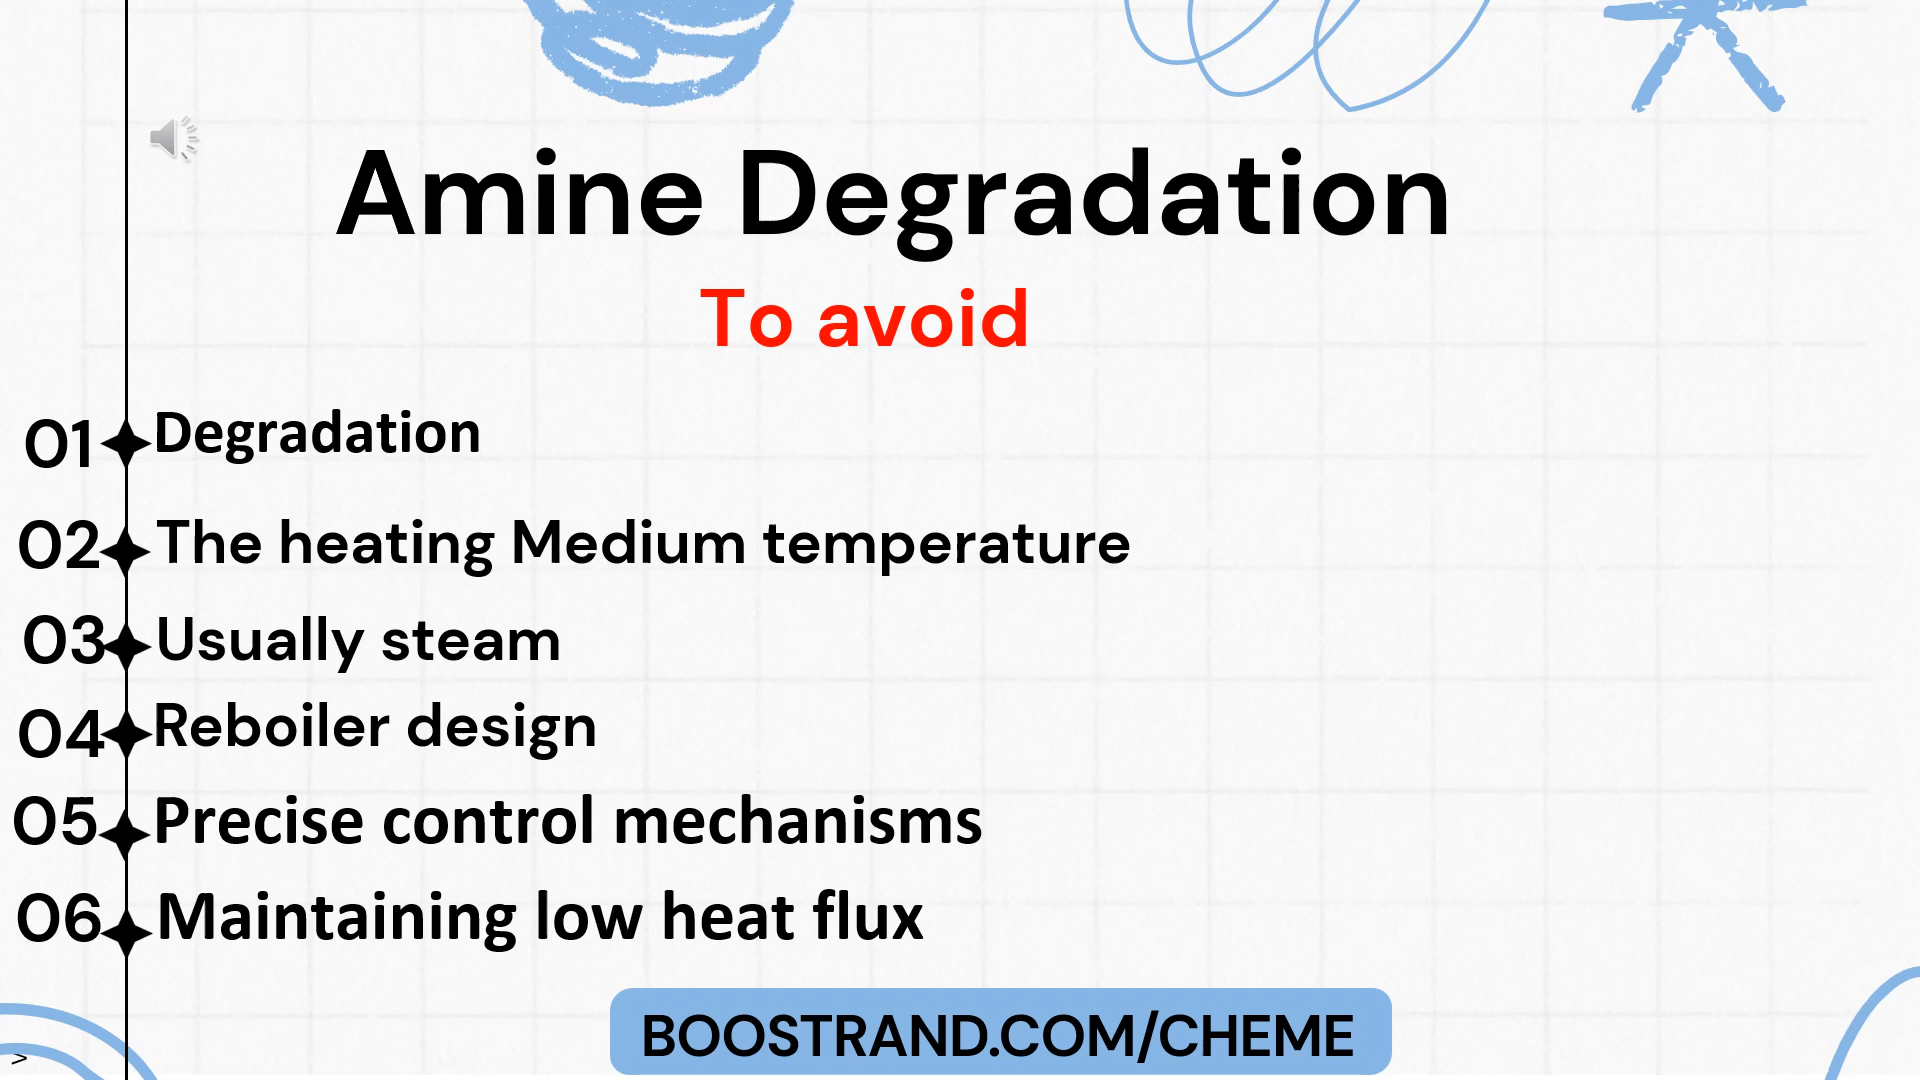 Amine Degradation
To avoid
01 Degradation
02 The heating Medium temperature
03 Usually steam
04 Reboiler design
05 Precise control mechanisms
06 Maintaining low heat flux
BOOSTRAND.COM/CHEME
>